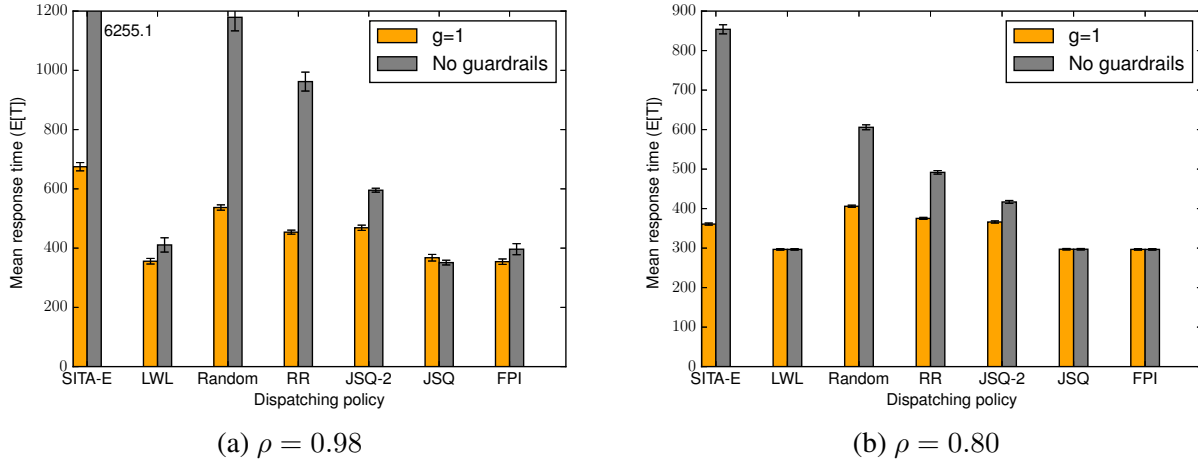 6255.1
g=1
No guardrails
1200
1000
800
600
400
200
0
Mean response time (E[T])
SITA-E LWL Random RR JSQ-2 JSQ FPI
Dispatching policy
(a) ρ = 0.98
g=1
No guardrails
900
800
700
600
500
400
300
200
100
0
Mean response time (E[T])
SITA-E LWL Random RR JSQ-2 JSQ FPI
Dispatching policy
(b) ρ = 0.80